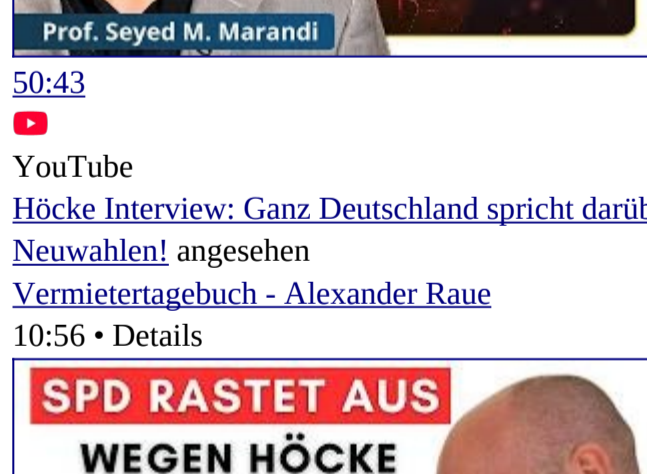 Prof. Seyed M. Marandi
50:43
YouTube
Höcke Interview: Ganz Deutschland spricht darüb
Neuwahlen! angesehen
Vermietertagebuch - Alexander Raue
10:56 • Details
SPD RASTET AUS
WEGEN HÖCKE